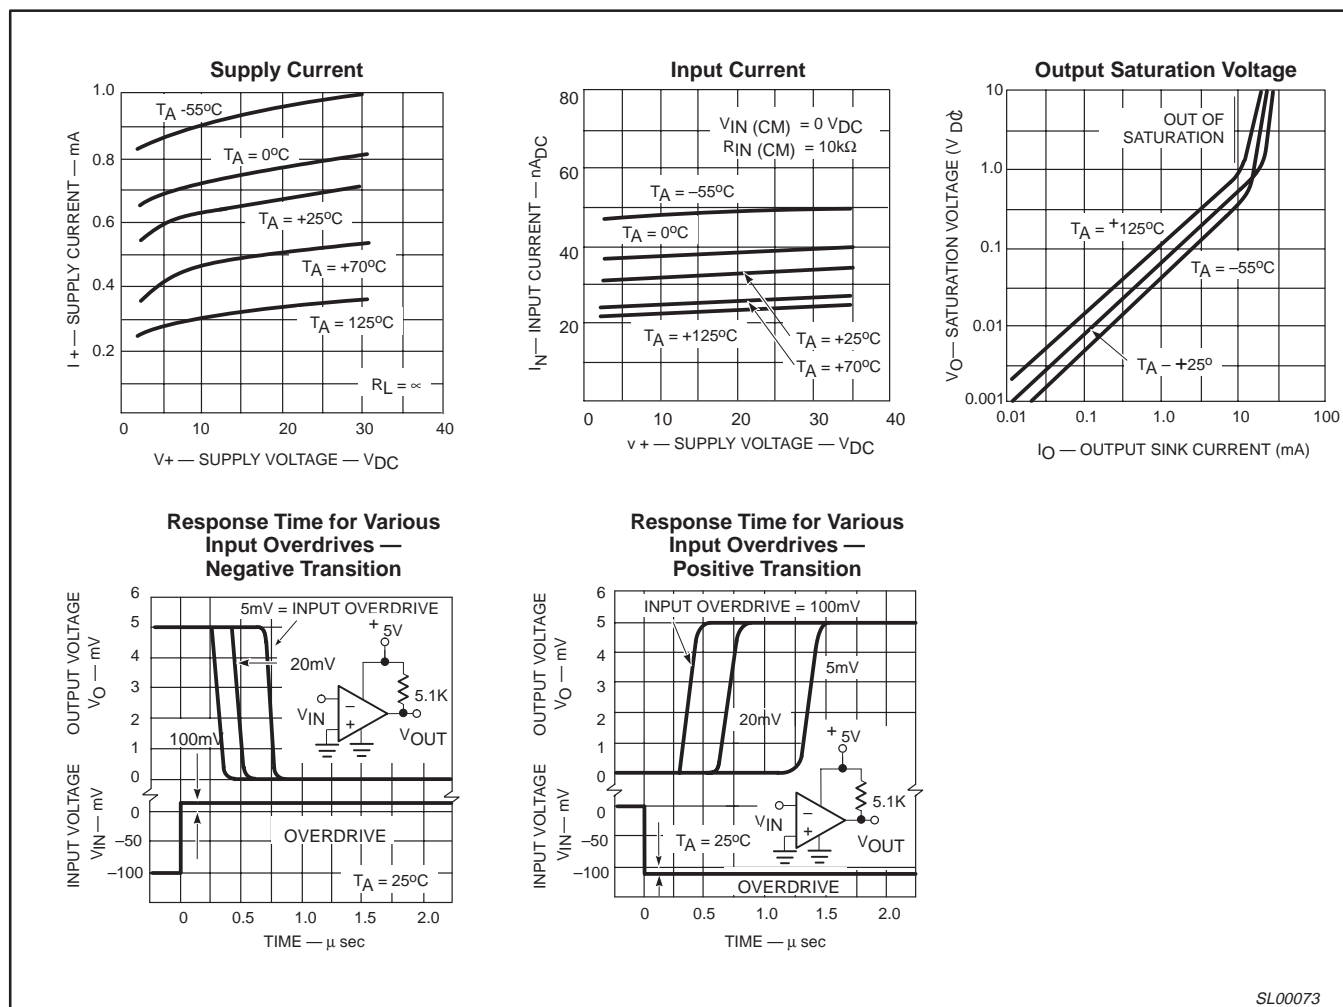 Supply Current
1.0
0.8
0.6
0.4
0.2
0
10
20
30
40
I + — SUPPLY CURRENT — mA
V+ — SUPPLY VOLTAGE — VDC
TA -55ºC
TA = 0ºC
TA = +25ºC
TA = +70ºC
TA = 125ºC
RL = ∝
Input Current
80
60
40
20
0
10
20
30
40
IN— INPUT CURRENT — nADC
v + — SUPPLY VOLTAGE — VDC
VIN (CM) = 0 VDC
RIN (CM) = 10kΩ
TA = –55ºC
TA = 0ºC
TA = +125ºC
TA = +25ºC
TA = +70ºC
Output Saturation Voltage
10
1.0
0.1
0.01
0.001
0.01
0.1
1.0
10
100
VO— SATURATION VOLTAGE (V DC)
IO — OUTPUT SINK CURRENT (mA)
OUT OF
SATURATION
TA = +125ºC
TA = –55ºC
TA – +25º
Response Time for Various
Input Overdrives —
Negative Transition
6
5
4
3
2
1
0
0
–50
–100
0
0.5
1.0
1.5
2.0
OUTPUT VOLTAGE
VO — mV
INPUT VOLTAGE
VIN — mV
TIME — µ sec
5mV = INPUT OVERDRIVE
20mV
100mV
+ 5V
5.1K
VIN
–
+
VOUT
OVERDRIVE
TA = 25ºC
Response Time for Various
Input Overdrives —
Positive Transition
6
5
4
3
2
1
0
0
–50
–100
0
0.5
1.0
1.5
2.0
OUTPUT VOLTAGE
VO — mV
INPUT VOLTAGE
VIN — mV
TIME — µ sec
INPUT OVERDRIVE = 100mV
5mV
20mV
+ 5V
5.1K
VIN
–
+
VOUT
TA = 25ºC
OVERDRIVE
SL00073